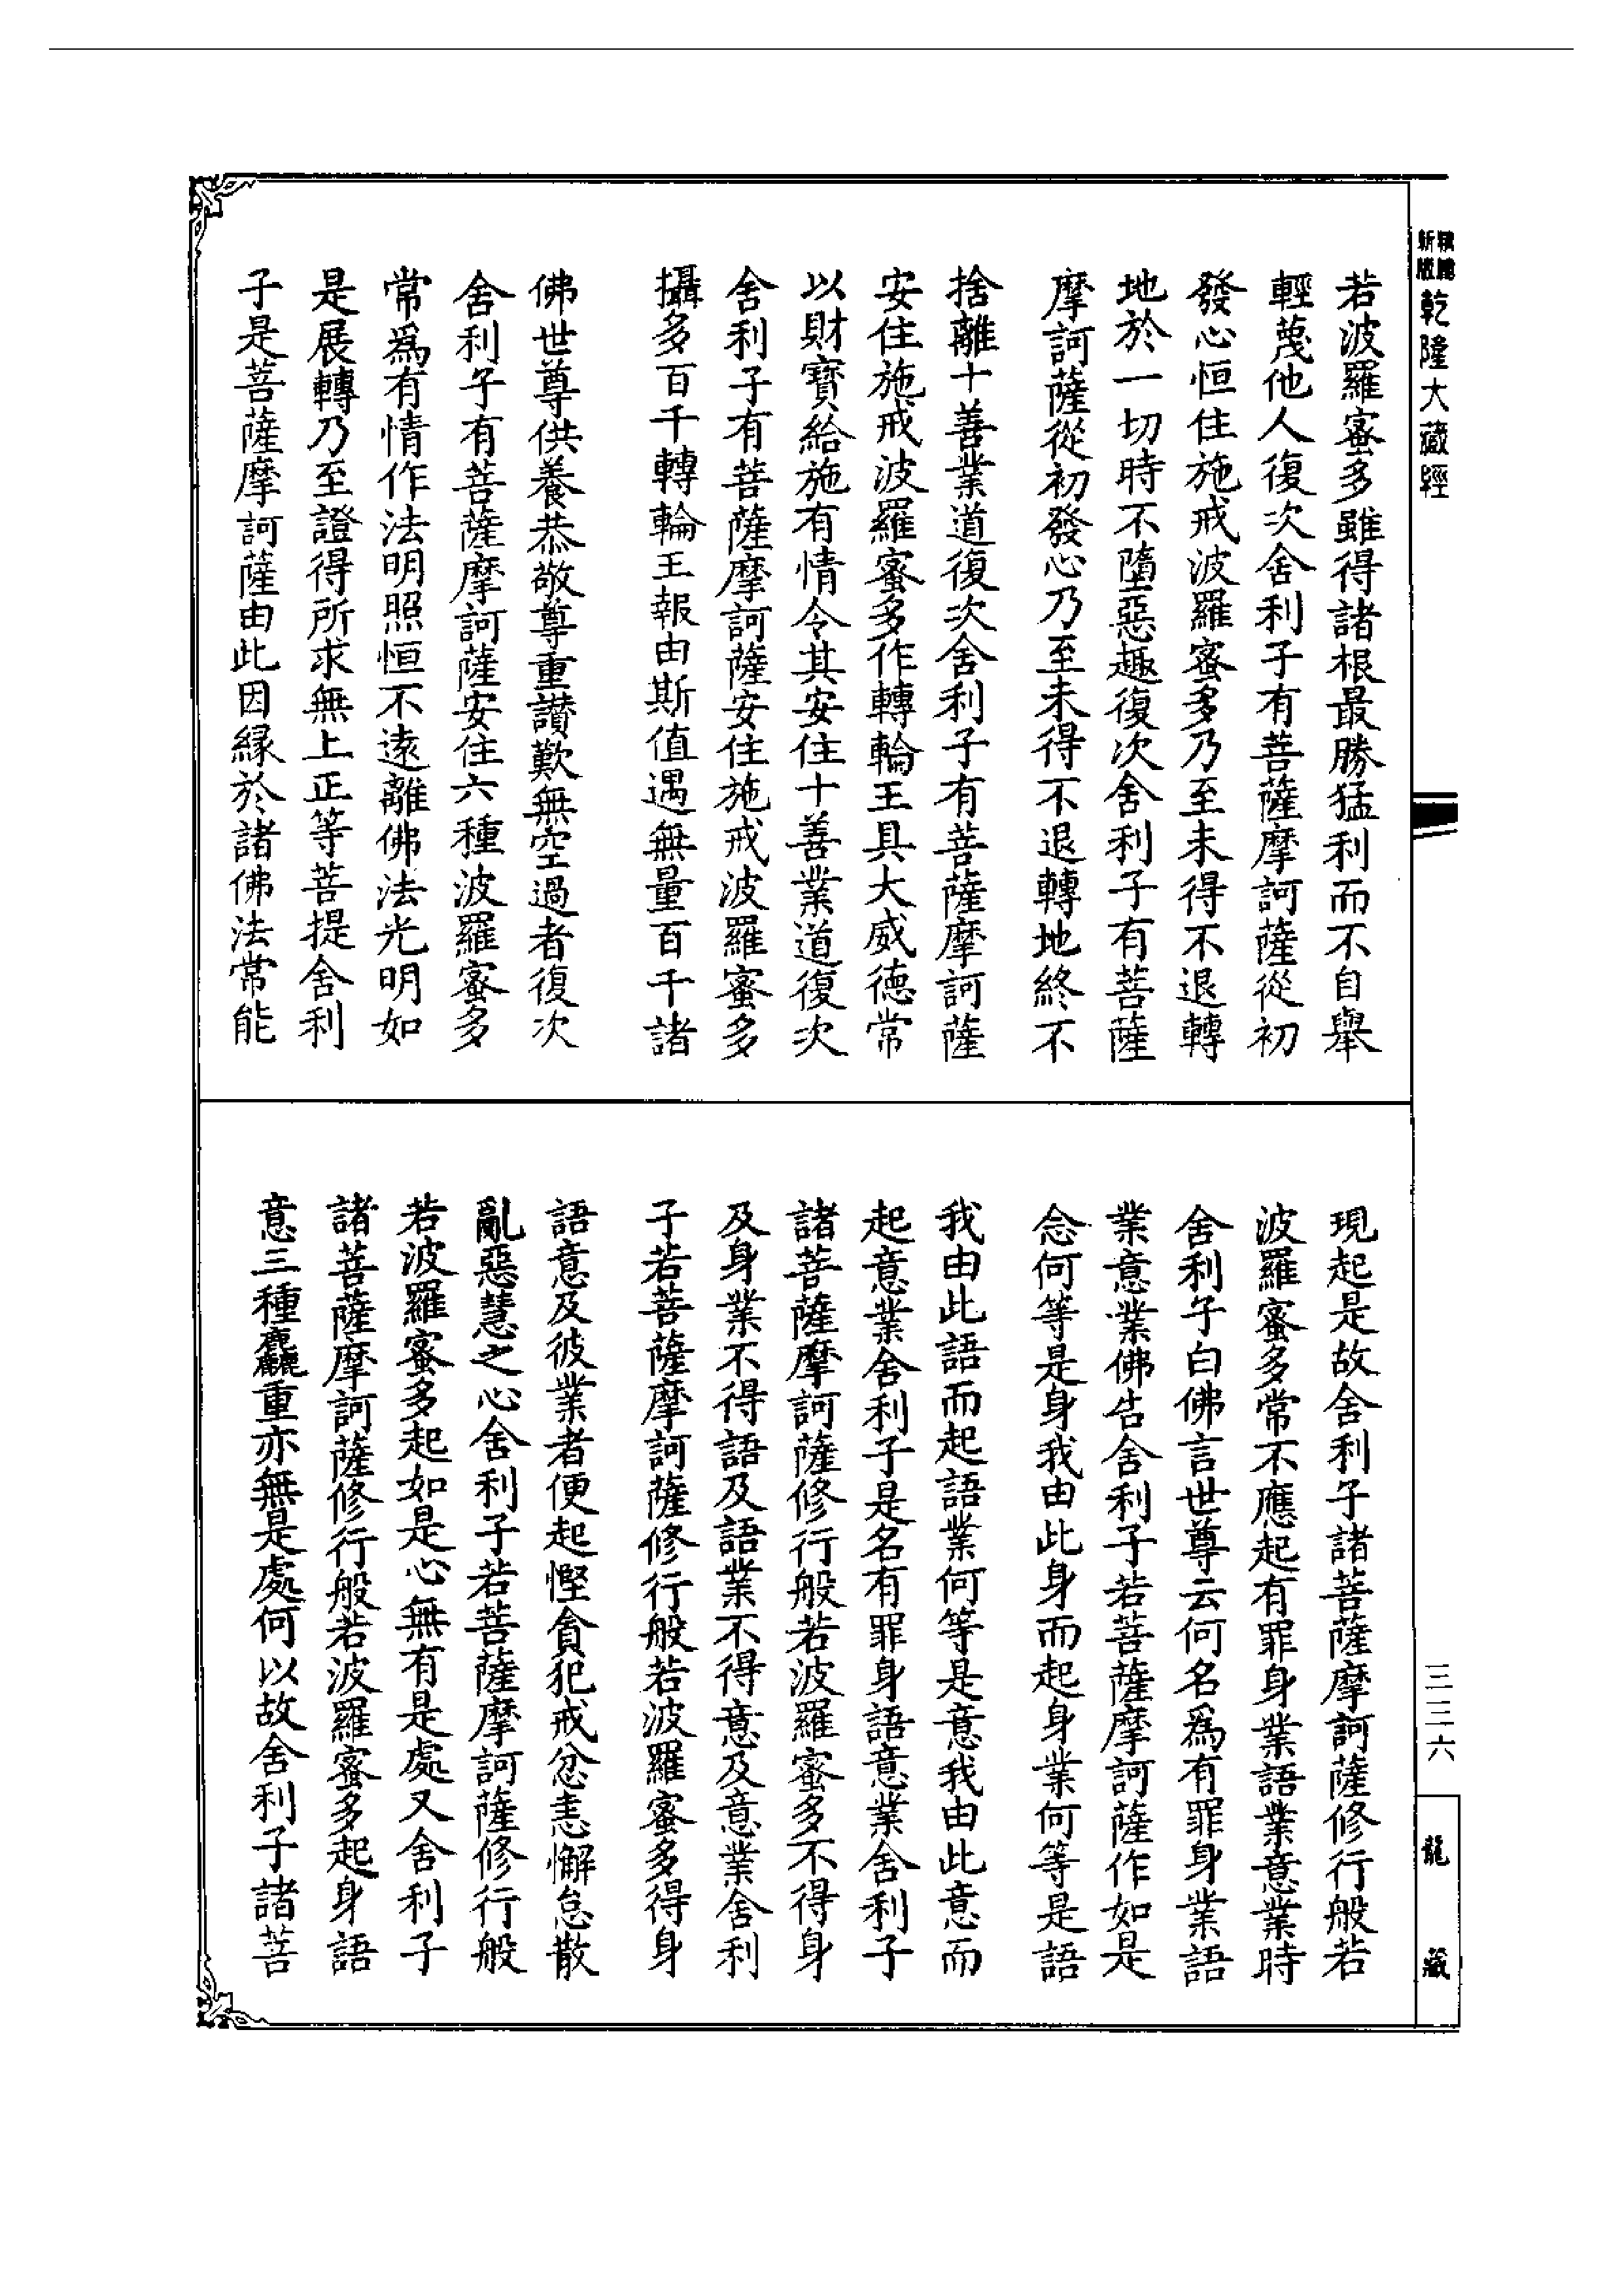 新版
乾隆大藏經
若波羅蜜多雖得諸根最勝猛利而不自舉
輕蔑他人復次舍利子有菩薩摩訶薩從初
發心恒住施戒波羅蜜多乃至未得不退轉
地於一切時不墮惡趣復次舍利子有菩薩
摩訶薩從初發心乃至未得不退轉地終不
捨離十善業道復次舍利子有菩薩摩訶薩
安住施戒波羅蜜多作轉輪王具大威德常
以財寶給施有情令其安住十善業道復次
舍利子有菩薩摩訶薩安住施戒波羅蜜多
攝多百千轉輪王報由斯值遇無量百千諸
佛世尊供養恭敬尊重讚歎無空過者復次
舍利子有菩薩摩訶薩安住六種波羅蜜多
常爲有情作法明照恒不遠離佛法光明如
是展轉乃至證得所求無上正等菩提舍利
子是菩薩摩訶薩由此因緣於諸佛法常能
現起是故舍利子諸菩薩摩訶薩修行般若
波羅蜜多常不應起有罪身業語業意業時
舍利子白佛言世尊云何名爲有罪身業語
業意業佛告舍利子若菩薩摩訶薩作如是
念何等是身我由此身而起身業何等是語
我由此語而起語業何等是意我由此意而
起意業舍利子是名有罪身語意業舍利子
諸菩薩摩訶薩修行般若波羅蜜多不得身
及身業不得語及語業不得意及意業舍利
子若菩薩摩訶薩修行般若波羅蜜多得身
語意及彼業者便起慳貪犯戒忿恚懈怠散
亂惡慧之心舍利子若菩薩摩訶薩修行般
若波羅蜜多起如是心無有是處又舍利子
諸菩薩摩訶薩修行般若波羅蜜多起身語
意三種麤重亦無是處何以故舍利子諸菩
三三六
龍藏